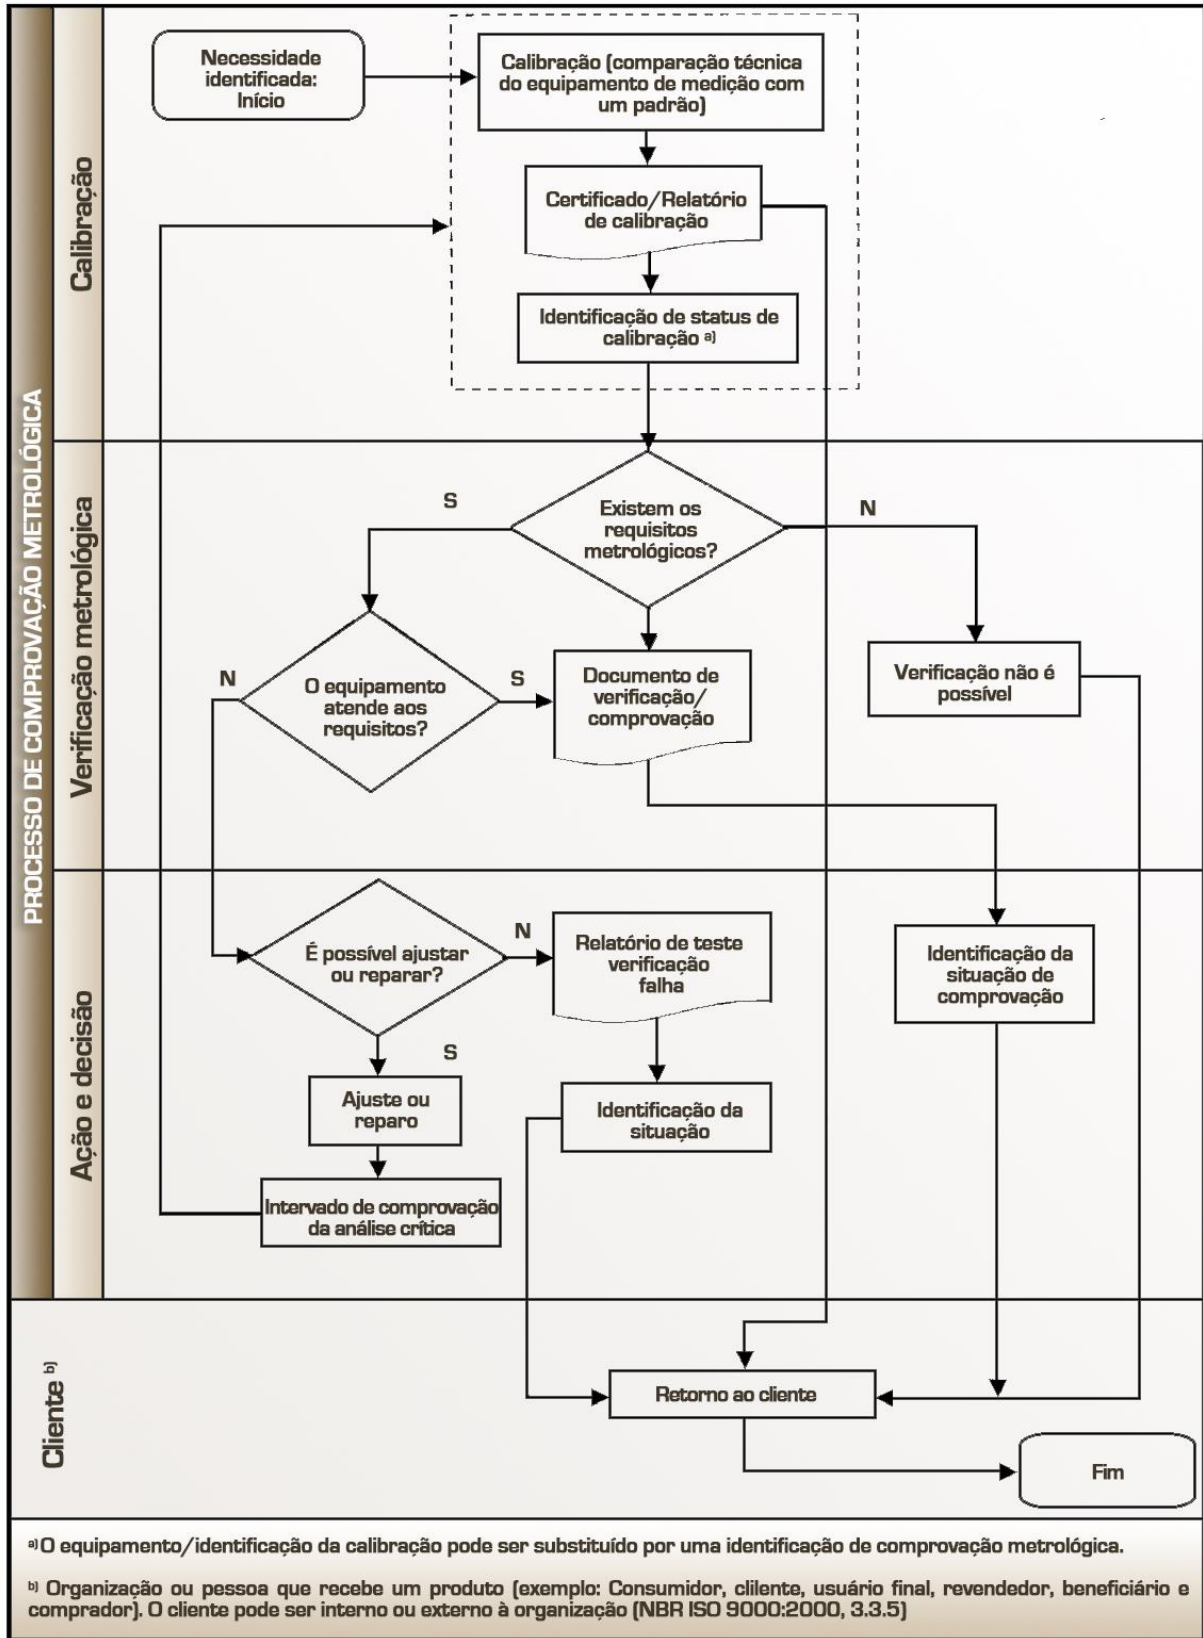 PROCESSO DE COMPROVAÇÃO METROLÓGICA
Calibração
Necessidade
identificada:
Início
Calibração (comparação técnica
do equipamento de medição com
um padrão)
Certificado/Relatório
de calibração
Identificação de status de
calibração a)
Verificação metrológica
Existem os
requisitos
metrológicos?
S
N
O equipamento
atende aos
requisitos?
N
S
Documento de
verificação/
comprovação
Verificação não é
possível
Ação e decisão
É possível ajustar
ou reparar?
N
S
Relatório de teste
verificação
falha
Identificação da
situação de
comprovação
Ajuste ou
reparo
Identificação da
situação
Intervado de comprovação
da análise crítica
Cliente b)
Retorno ao cliente
Fim
a) O equipamento/identificação da calibração pode ser substituído por uma identificação de comprovação metrológica.
b) Organização ou pessoa que recebe um produto (exemplo: Consumidor, clilente, usuário final, revendedor, beneficiário e
comprador). O cliente pode ser interno ou externo à organização (NBR ISO 9000:2000, 3.3.5)